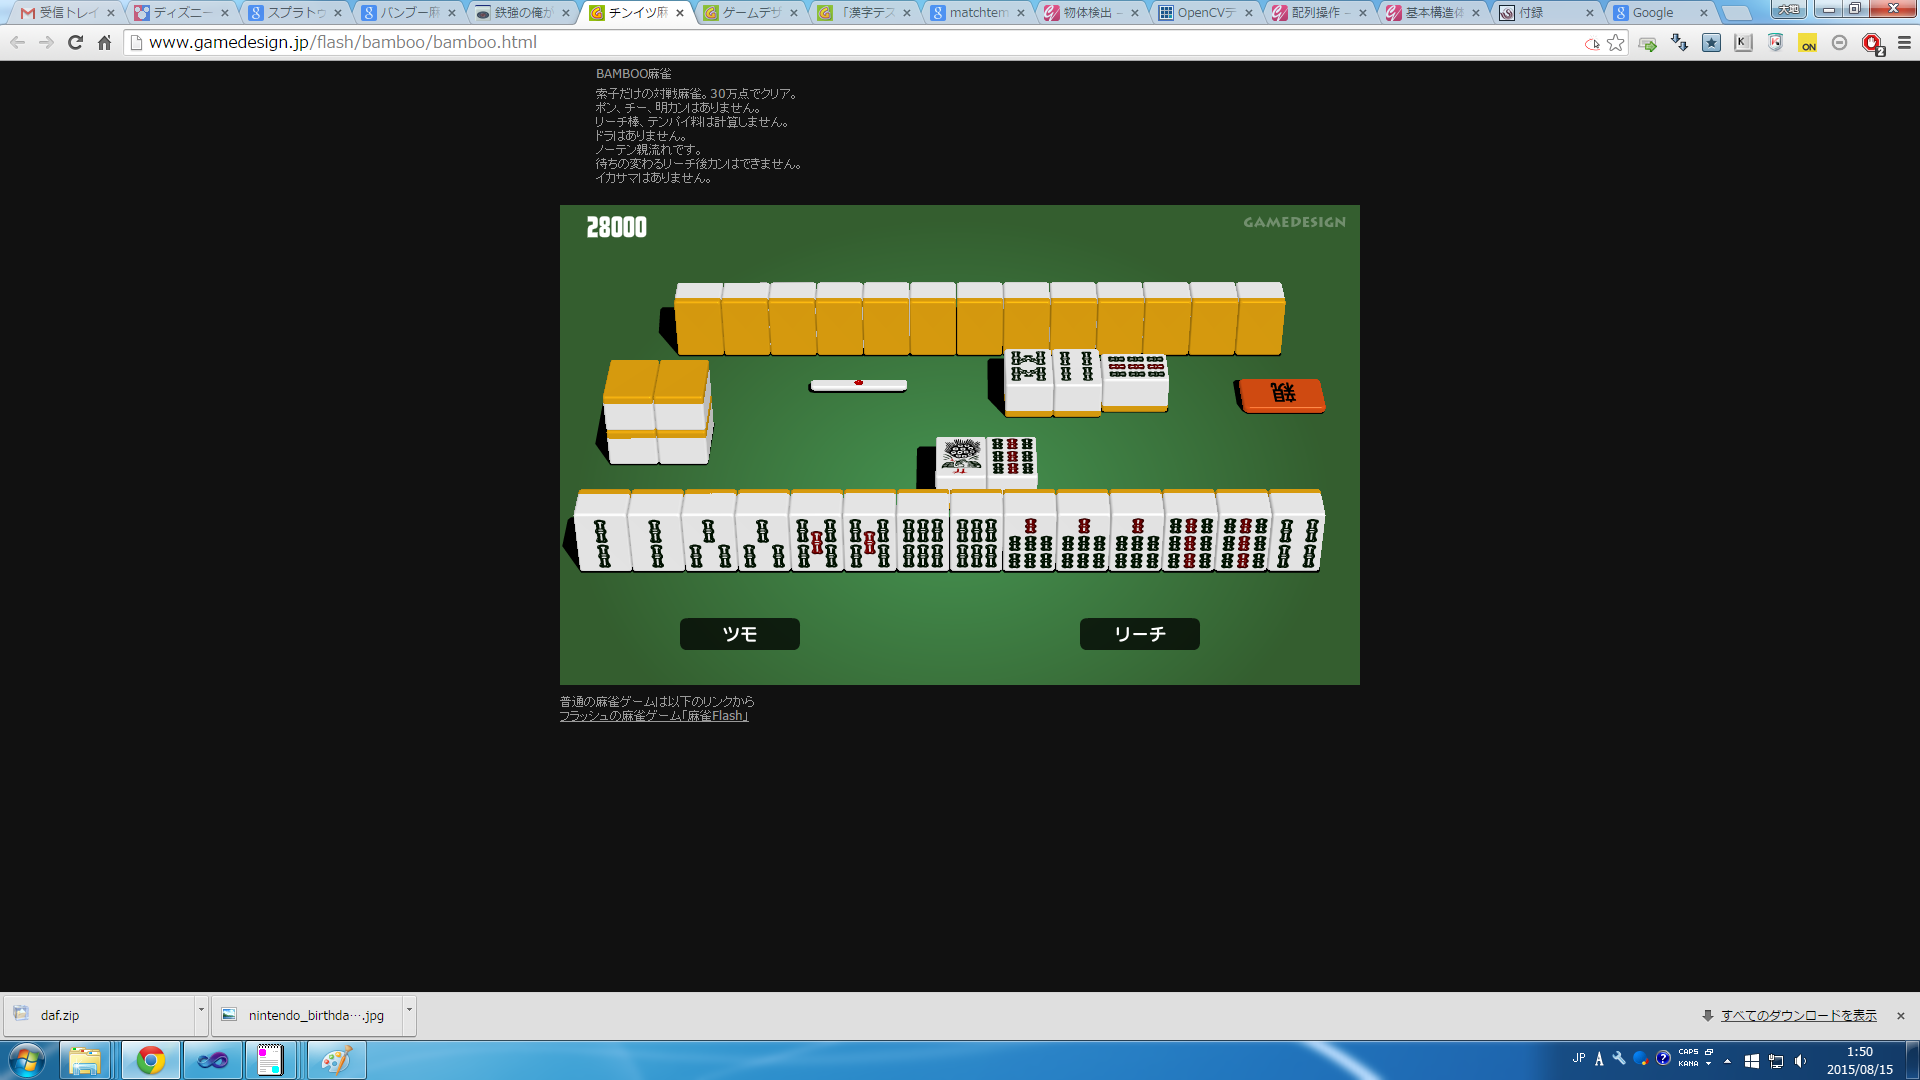 受信トレイ
ディズニー
スプラトゥ
バンブー麻
鉄強の俺が
チンイツ麻
ゲームデザ
「漢字テス
matchtem
物体検出 –
OpenCVデ
配列操作 –
基本構造体
付録
Google
大地
www.gamedesign.jp/flash/bamboo/bamboo.html
ON
2
BAMBOO麻雀
索子だけの対戦麻雀。30万点でクリア。
ポン、チー、明カンはありません。
リーチ棒、テンパイ料は計算しません。
ドラはありません。
ノーテン親流れです。
待ちの変わるリーチ後カンはできません。
イカサマはありません。
28000
GAMEDESIGN
親
ツモ
リーチ
普通の麻雀ゲームは以下のリンクから
フラッシュの麻雀ゲーム「麻雀Flash」
daf.zip
nintendo_birthda….jpg
すべてのダウンロードを表示
JP
A
CAPS
KANA
1:50
2015/08/15